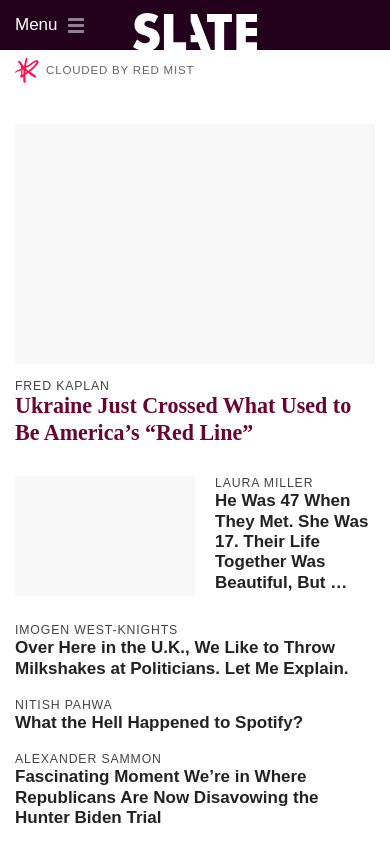 Menu
SLATE
CLOUDED BY RED MIST
FRED KAPLAN
Ukraine Just Crossed What Used to
Be America’s “Red Line”
LAURA MILLER
He Was 47 When
They Met. She Was
17. Their Life
Together Was
Beautiful, But …
IMOGEN WEST-KNIGHTS
Over Here in the U.K., We Like to Throw
Milkshakes at Politicians. Let Me Explain.
NITISH PAHWA
What the Hell Happened to Spotify?
ALEXANDER SAMMON
Fascinating Moment We’re in Where
Republicans Are Now Disavowing the
Hunter Biden Trial